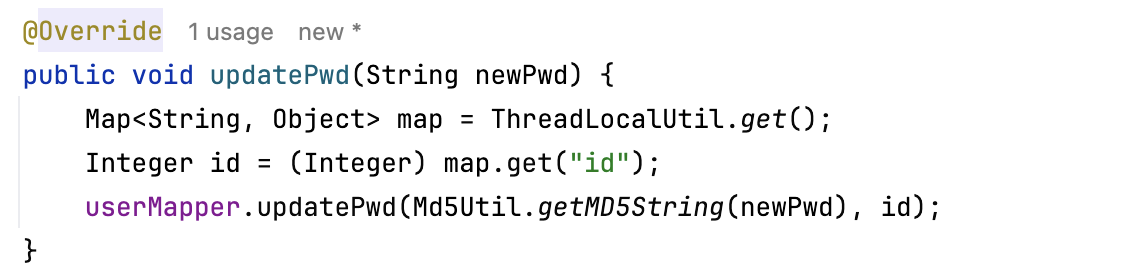 @Override 1 usage new *
public void updatePwd(String newPwd) {
    Map<String, Object> map = ThreadLocalUtil.get();
    Integer id = (Integer) map.get("id");
    userMapper.updatePwd(Md5Util.getMD5String(newPwd), id);
}